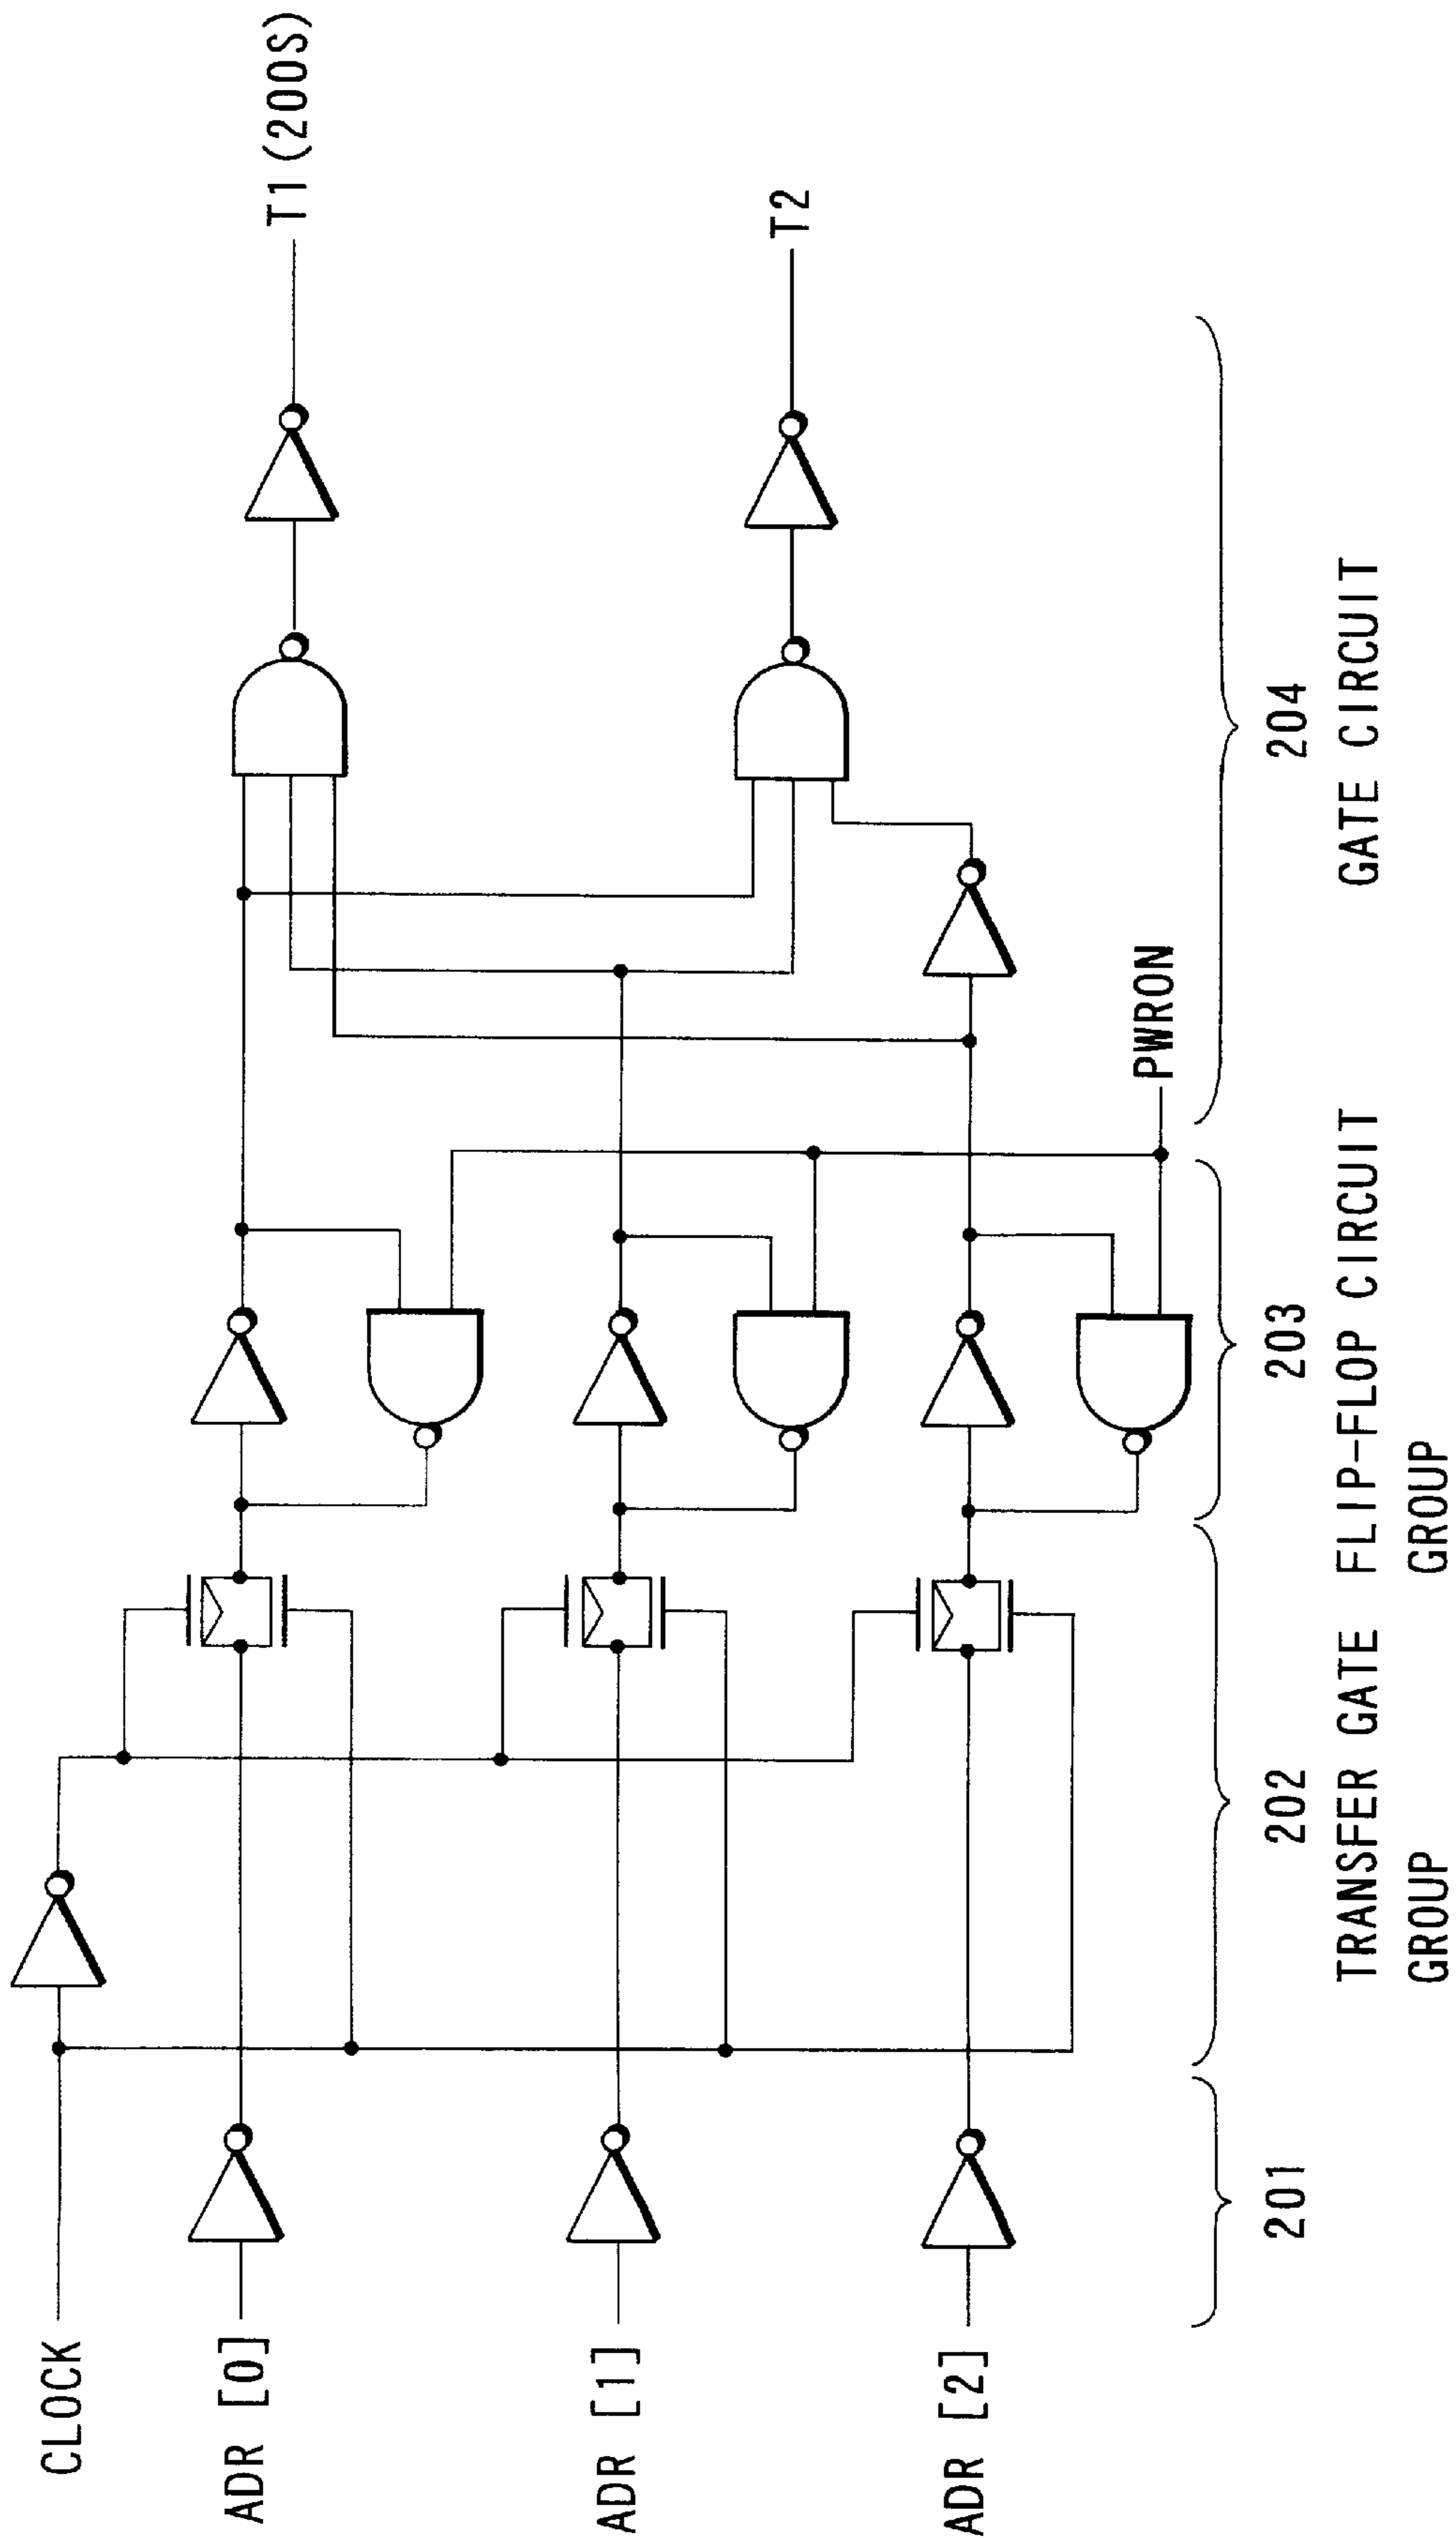 CLOCK
ADR [0]
ADR [1]
ADR [2]
T1 (200S)
T2
PWRON
201
202
TRANSFER GATE
GROUP
203
FLIP-FLOP CIRCUIT
GROUP
204
GATE CIRCUIT